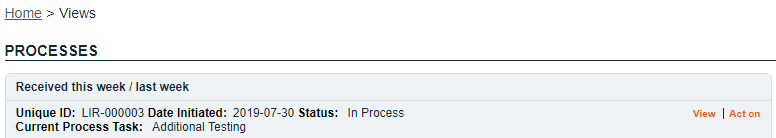 Home > Views
PROCESSES
Received this week / last week
Unique ID: LIR-000003 Date Initiated: 2019-07-30 Status: In Process View | Act on
Current Process Task: Additional Testing